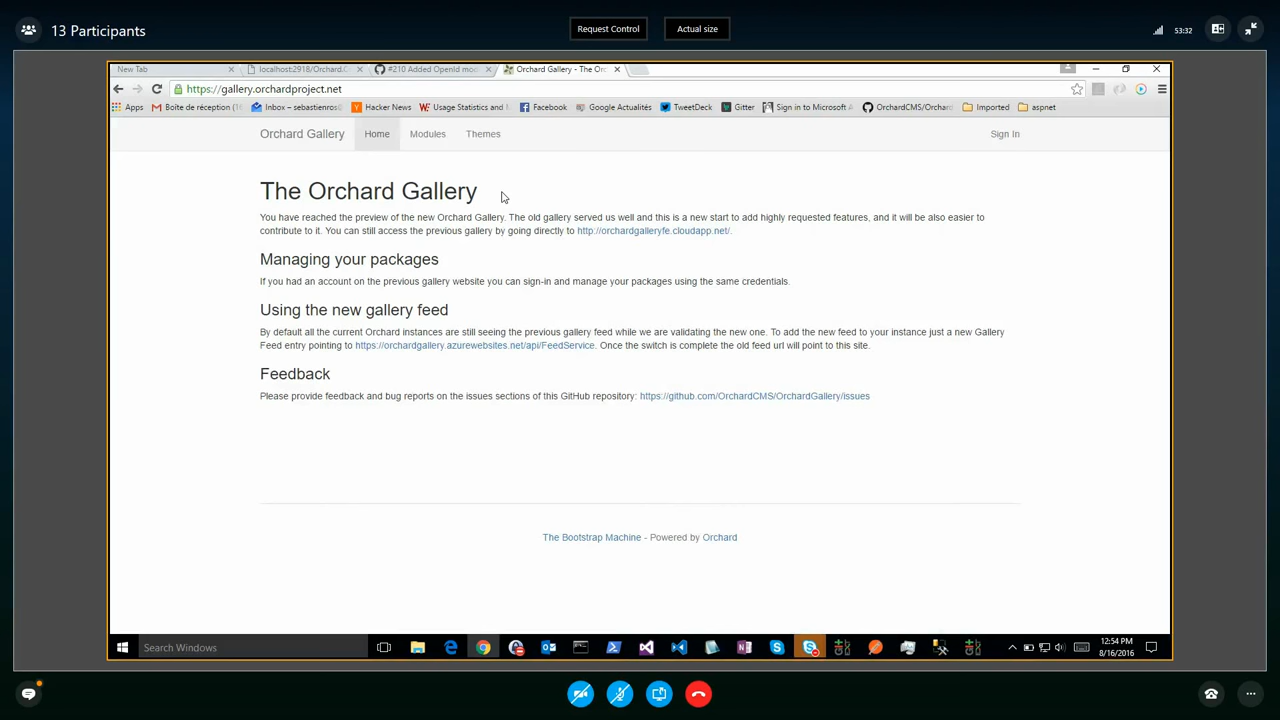 13 Participants
Request Control
Actual size
53:32
New Tab
localhost:2918/Orchard.C
#210 Added OpenId mod
Orchard Gallery - The Orc
https://gallery.orchardproject.net
Apps
Boîte de réception (1
Inbox – sebastienros
Hacker News
Usage Statistics and
Facebook
Google Actualités
TweetDeck
Gitter
Sign in to Microsoft A
OrchardCMS/Orchard
Imported
aspnet
Orchard Gallery
Home
Modules
Themes
Sign In
The Orchard Gallery
You have reached the preview of the new Orchard Gallery. The old gallery served us well and this is a new start to add highly requested features, and it will be also easier to
contribute to it. You can still access the previous gallery by going directly to http://orchardgalleryfe.cloudapp.net/.
Managing your packages
If you had an account on the previous gallery website you can sign-in and manage your packages using the same credentials.
Using the new gallery feed
By default all the current Orchard instances are still seeing the previous gallery feed while we are validating the new one. To add the new feed to your instance just a new Gallery
Feed entry pointing to https://orchardgallery.azurewebsites.net/api/FeedService. Once the switch is complete the old feed url will point to this site.
Feedback
Please provide feedback and bug reports on the issues sections of this GitHub repository: https://github.com/OrchardCMS/OrchardGallery/issues
The Bootstrap Machine - Powered by Orchard
Search Windows
12:54 PM
8/16/2016